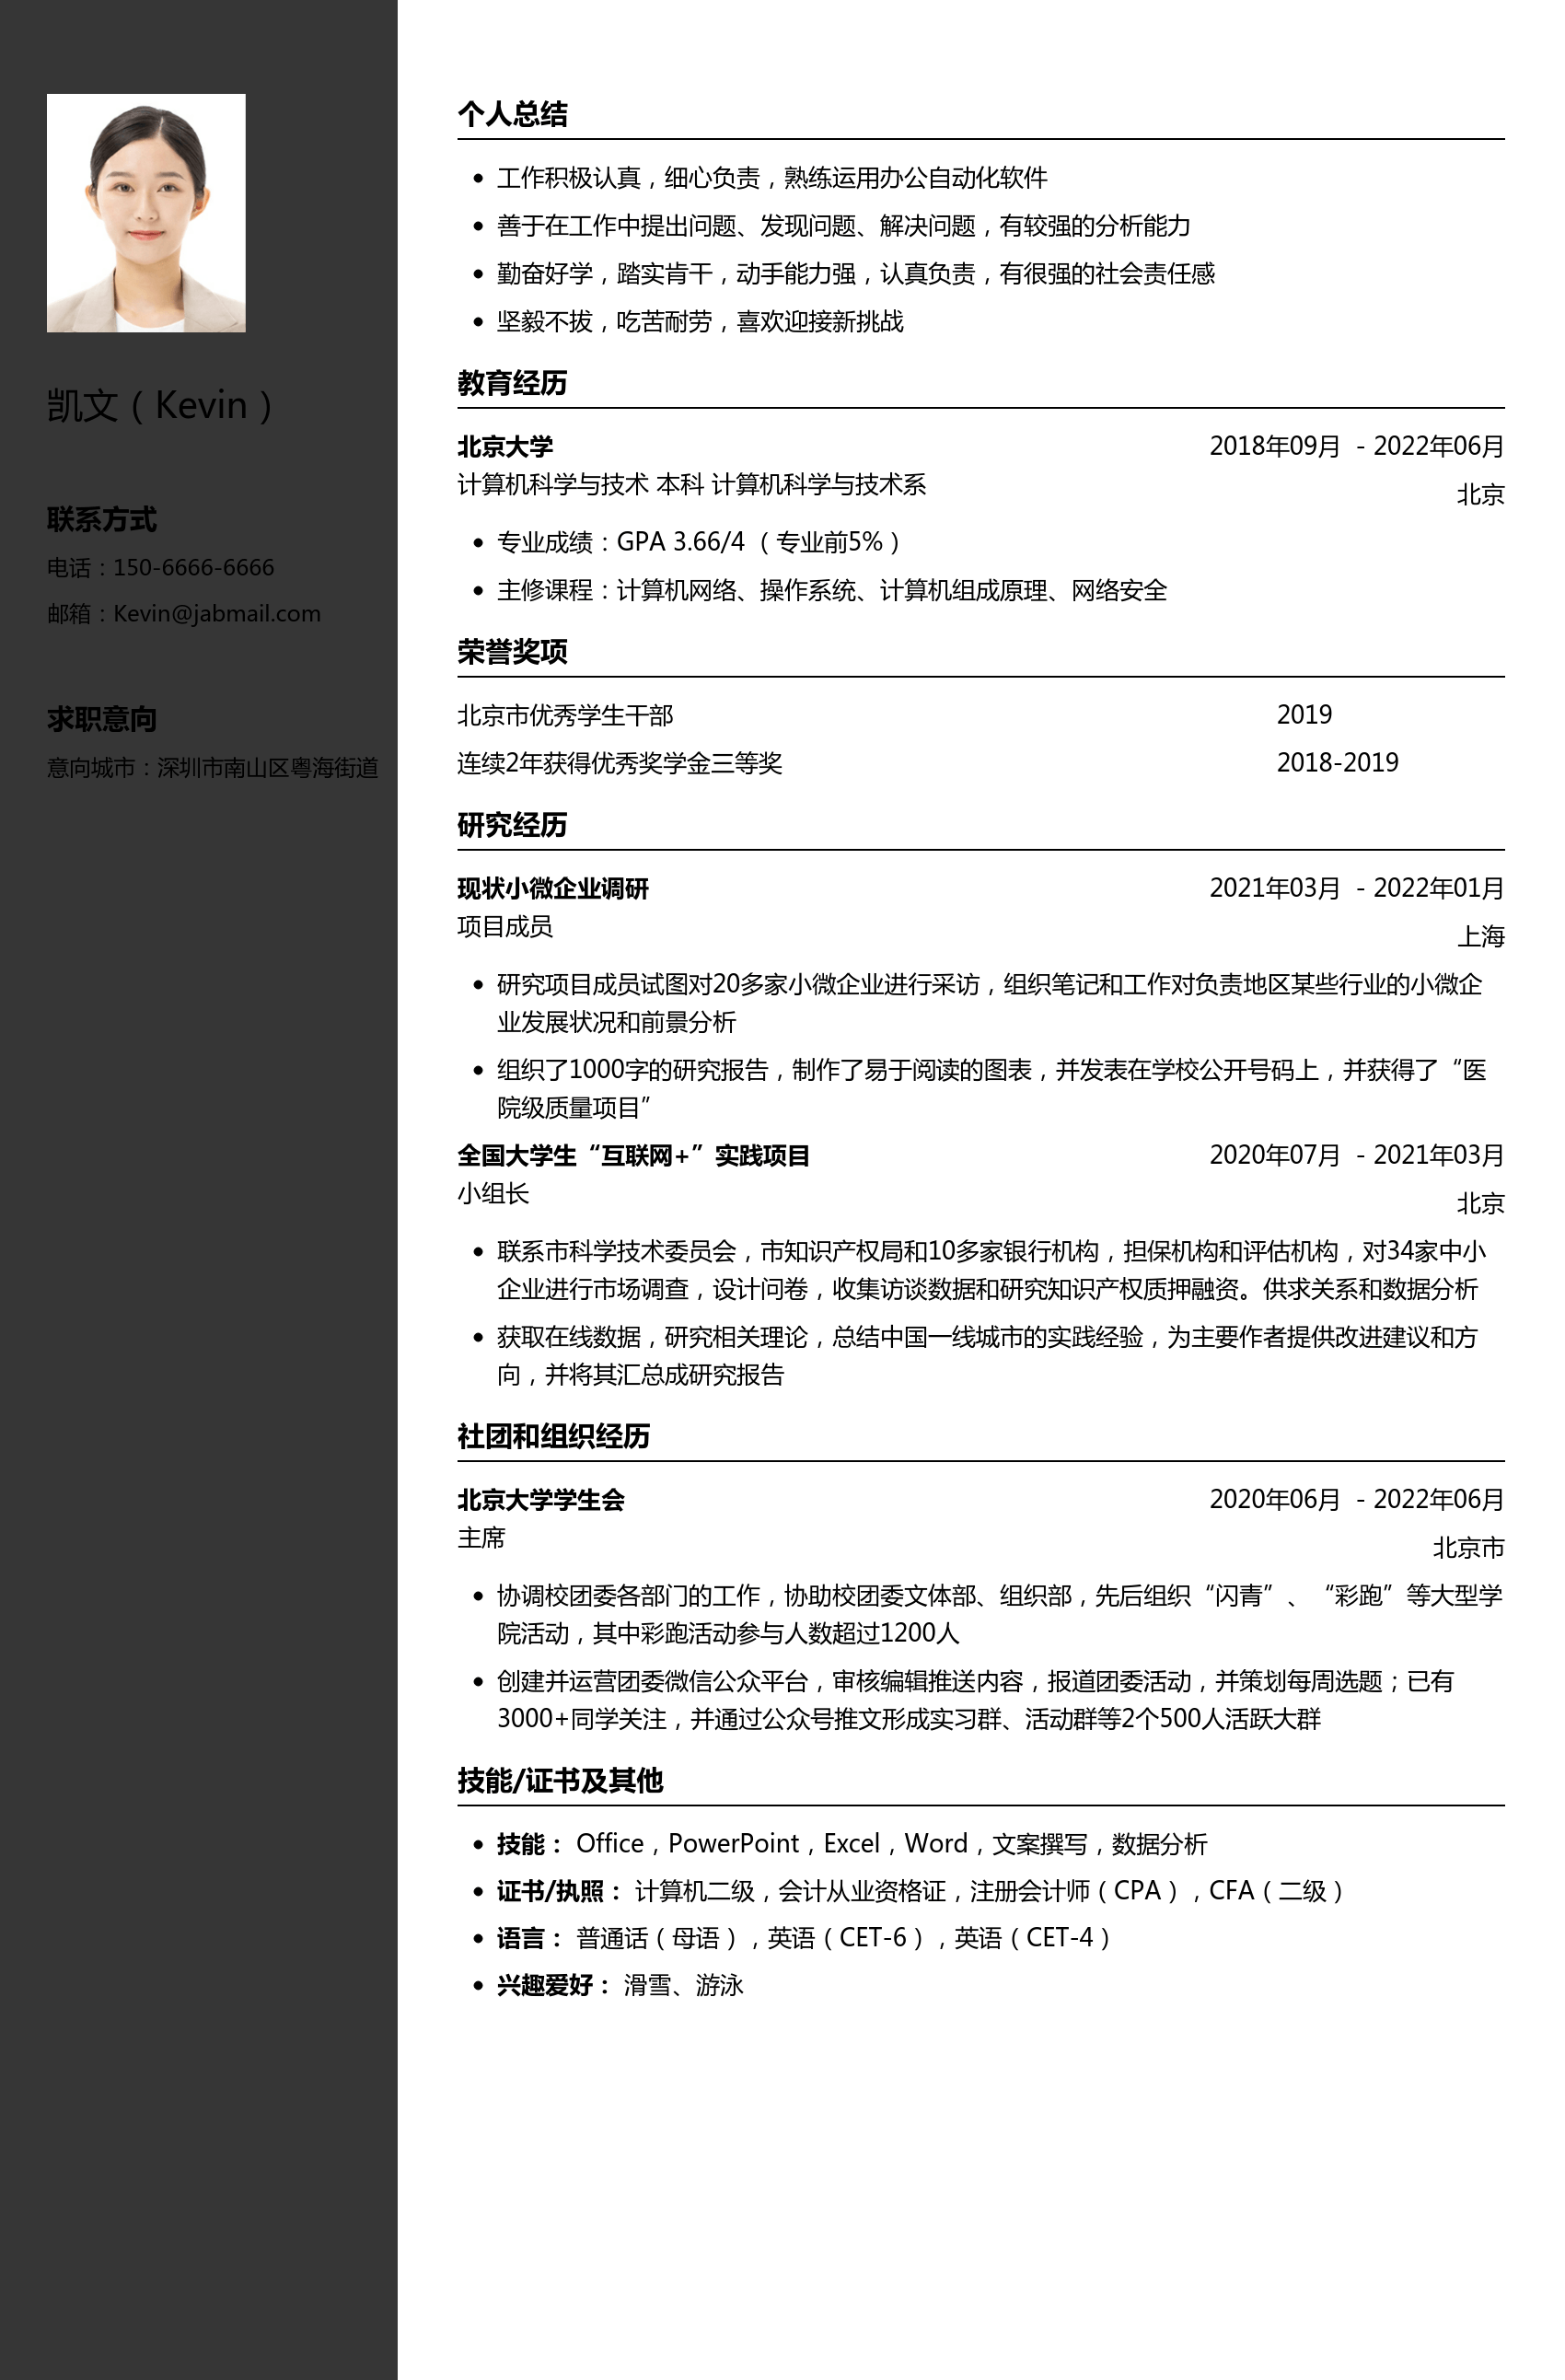 凯文（Kevin）
联系方式
电话：150-6666-6666
邮箱：Kevin@jabmail.com
求职意向
意向城市：深圳市南山区粤海街道
个人总结
• 工作积极认真，细心负责，熟练运用办公自动化软件
• 善于在工作中提出问题、发现问题、解决问题，有较强的分析能力
• 勤奋好学，踏实肯干，动手能力强，认真负责，有很强的社会责任感
• 坚毅不拔，吃苦耐劳，喜欢迎接新挑战
教育经历
北京大学 2018年09月 - 2022年06月
计算机科学与技术 本科 计算机科学与技术系 北京
• 专业成绩：GPA 3.66/4 （专业前5%）
• 主修课程：计算机网络、操作系统、计算机组成原理、网络安全
荣誉奖项
北京市优秀学生干部 2019
连续2年获得优秀奖学金三等奖 2018-2019
研究经历
现状小微企业调研 2021年03月 - 2022年01月
项目成员 上海
• 研究项目成员试图对20多家小微企业进行采访，组织笔记和工作对负责地区某些行业的小微企
业发展状况和前景分析
• 组织了1000字的研究报告，制作了易于阅读的图表，并发表在学校公开号码上，并获得了“医
院级质量项目”
全国大学生“互联网+”实践项目 2020年07月 - 2021年03月
小组长 北京
• 联系市科学技术委员会，市知识产权局和10多家银行机构，担保机构和评估机构，对34家中小
企业进行市场调查，设计问卷，收集访谈数据和研究知识产权质押融资。供求关系和数据分析
• 获取在线数据，研究相关理论，总结中国一线城市的实践经验，为主要作者提供改进建议和方
向，并将其汇总成研究报告
社团和组织经历
北京大学学生会 2020年06月 - 2022年06月
主席 北京市
• 协调校团委各部门的工作，协助校团委文体部、组织部，先后组织“闪青”、“彩跑”等大型学
院活动，其中彩跑活动参与人数超过1200人
• 创建并运营团委微信公众平台，审核编辑推送内容，报道团委活动，并策划每周选题；已有
3000+同学关注，并通过公众号推文形成实习群、活动群等2个500人活跃大群
技能/证书及其他
• 技能： Office，PowerPoint，Excel，Word，文案撰写，数据分析
• 证书/执照： 计算机二级，会计从业资格证，注册会计师（CPA），CFA（二级）
• 语言： 普通话（母语），英语（CET-6），英语（CET-4）
• 兴趣爱好： 滑雪、游泳